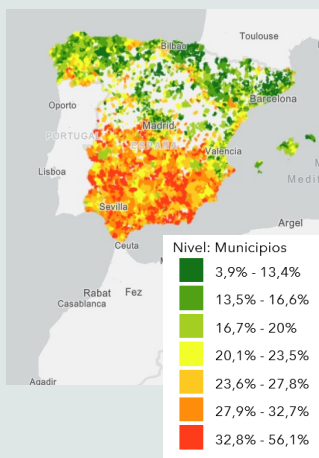 Toulouse
Bilbao
Oporto
Barcelona
PORTUGAL
Madrid
ESPAÑA
Valencia
Lisboa
Medit
Sevilla
Argel
Ceuta
Nivel: Municipios
3,9% - 13,4%
Rabat Fez
13,5% - 16,6%
Casablanca
16,7% - 20%
20,1% - 23,5%
23,6% - 27,8%
Agadir
27,9% - 32,7%
32,8% - 56,1%